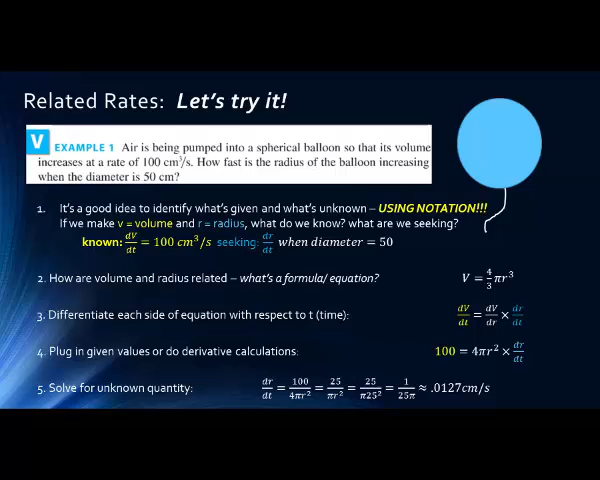 Related Rates: Let's try it!
V EXAMPLE 1 Air is being pumped into a spherical balloon so that its volume
increases at a rate of 100 cm³/s. How fast is the radius of the balloon increasing
when the diameter is 50 cm?
1. It's a good idea to identify what's given and what's unknown – USING NOTATION!!!
If we make v = volume and r = radius, what do we know? what are we seeking?
known: dV/dt = 100 cm³/s seeking: dr/dt when diameter = 50
2. How are volume and radius related – what's a formula/ equation? V = 4/3 πr³
3. Differentiate each side of equation with respect to t (time): dV/dt = dV/dr × dr/dt
4. Plug in given values or do derivative calculations: 100 = 4πr² × dr/dt
5. Solve for unknown quantity: dr/dt = 100/4πr² = 25/πr² = 25/π25² = 1/25π ≈ .0127cm/s